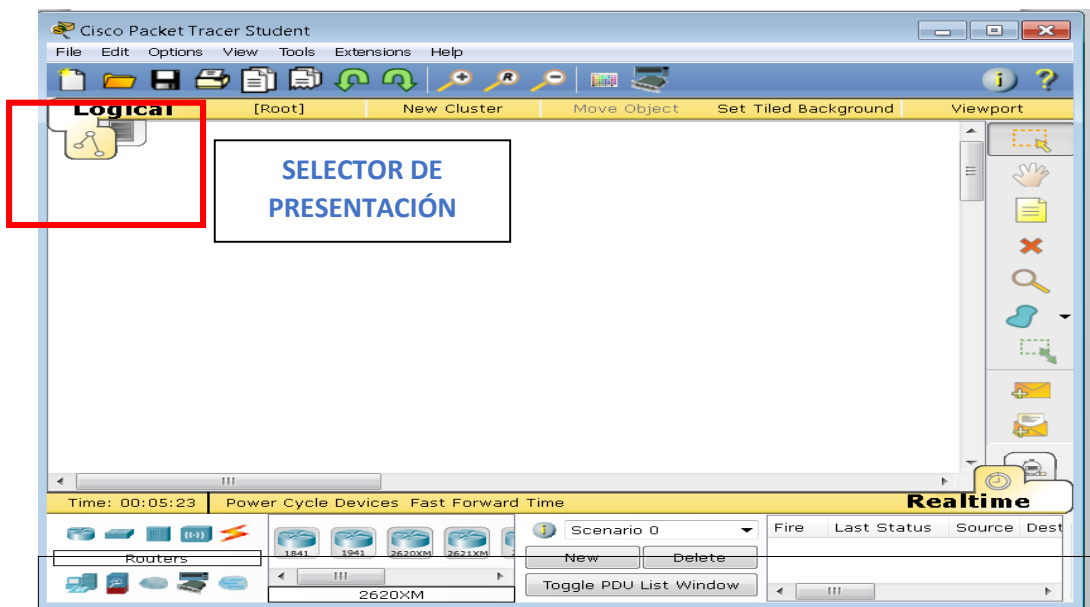 Cisco Packet Tracer Student
File Edit Options View Tools Extensions Help
Logical [Root] New Cluster Move Object Set Tiled Background Viewport
SELECTOR DE
PRESENTACIÓN
Realtime
Time: 00:05:23 Power Cycle Devices Fast Forward Time
Scenario 0
Fire Last Status Source Dest
1841 1941 2620XM 2621XM
Routers
New Delete
Toggle PDU List Window
2620XM